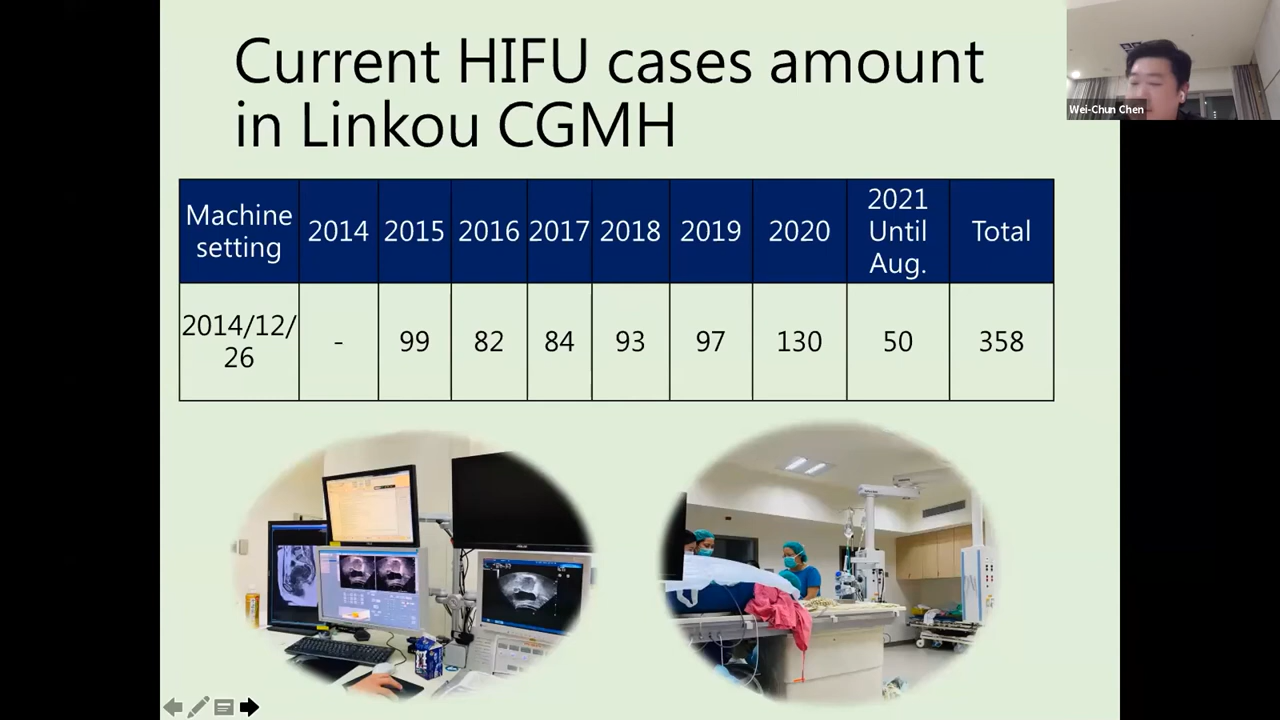 Current HIFU cases amount
in Linkou CGMH
Wei-Chun Chen
Machine
setting
2014
2015
2016
2017
2018
2019
2020
2021
Until
Aug.
Total
2014/12/
26
-
99
82
84
93
97
130
50
358